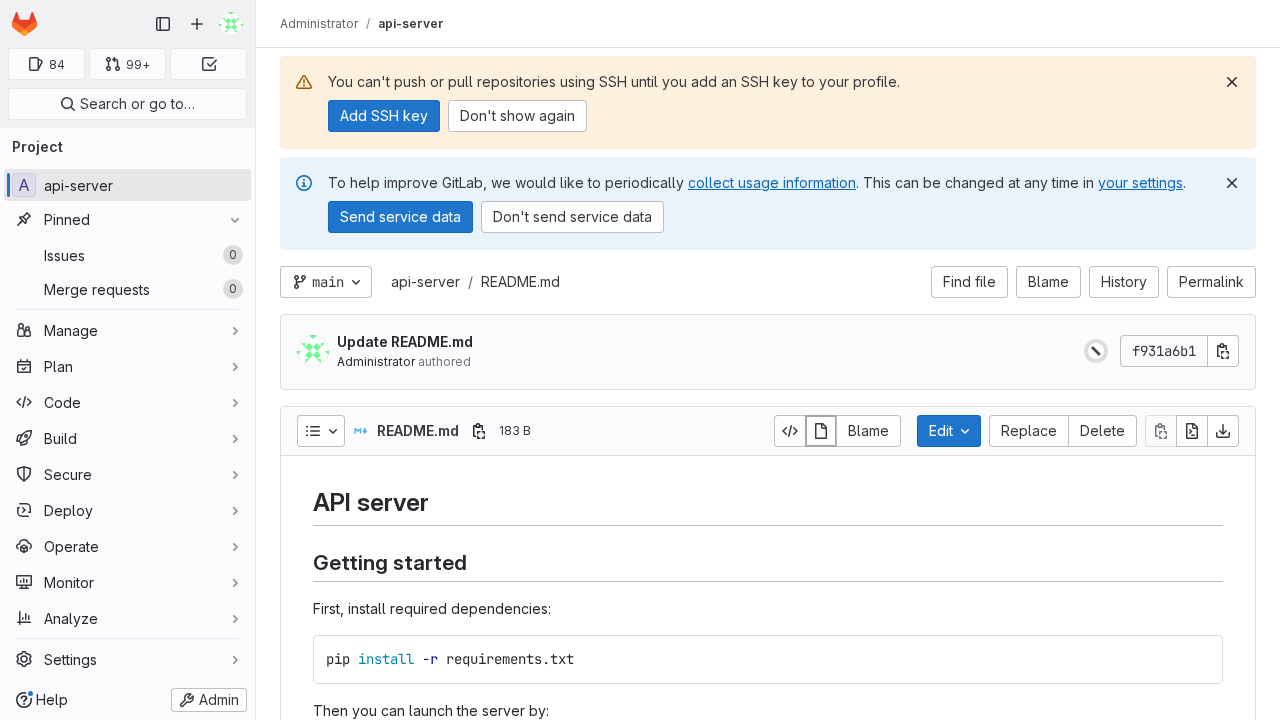 Administrator / api-server
84
99+
Search or go to…
Project
A api-server
Pinned
Issues 0
Merge requests 0
Manage
Plan
Code
Build
Secure
Deploy
Operate
Monitor
Analyze
Settings
Help
Admin
You can't push or pull repositories using SSH until you add an SSH key to your profile.
Add SSH key
Don't show again
To help improve GitLab, we would like to periodically collect usage information. This can be changed at any time in your settings.
Send service data
Don't send service data
main
api-server / README.md
Find file
Blame
History
Permalink
Update README.md
Administrator authored
f931a6b1
README.md
183 B
Blame
Edit
Replace
Delete
API server
Getting started
First, install required dependencies:
pip install -r requirements.txt
Then you can launch the server by: